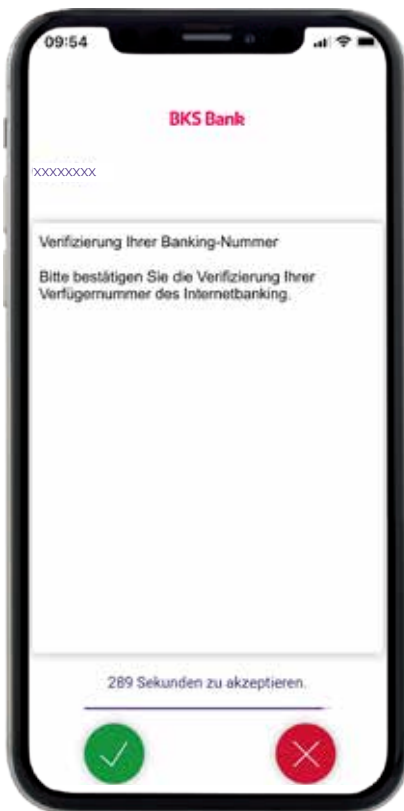 09:54
BKS Bank
xxxxxxxx
Verifizierung Ihrer Banking-Nummer
Bitte bestätigen Sie die Verifizierung Ihrer
Verfügernummer des Internetbanking.
289 Sekunden zu akzeptieren.